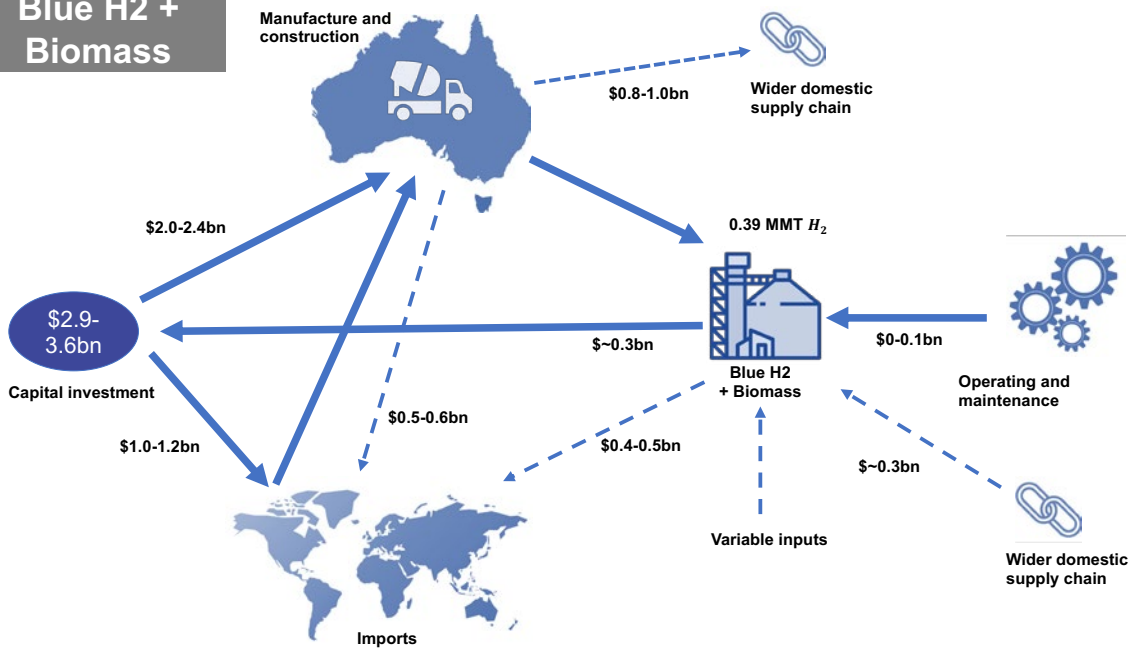 Blue H2 +
Biomass
Manufacture and
construction
$0.8-1.0bn
Wider domestic
supply chain
$2.0-2.4bn
0.39 MMT H₂
$2.9-
3.6bn
Capital investment
$~0.3bn
$0-0.1bn
Blue H2
+ Biomass
Operating and
maintenance
$1.0-1.2bn
$0.5-0.6bn
$0.4-0.5bn
$~0.3bn
Variable inputs
Wider domestic
supply chain
Imports